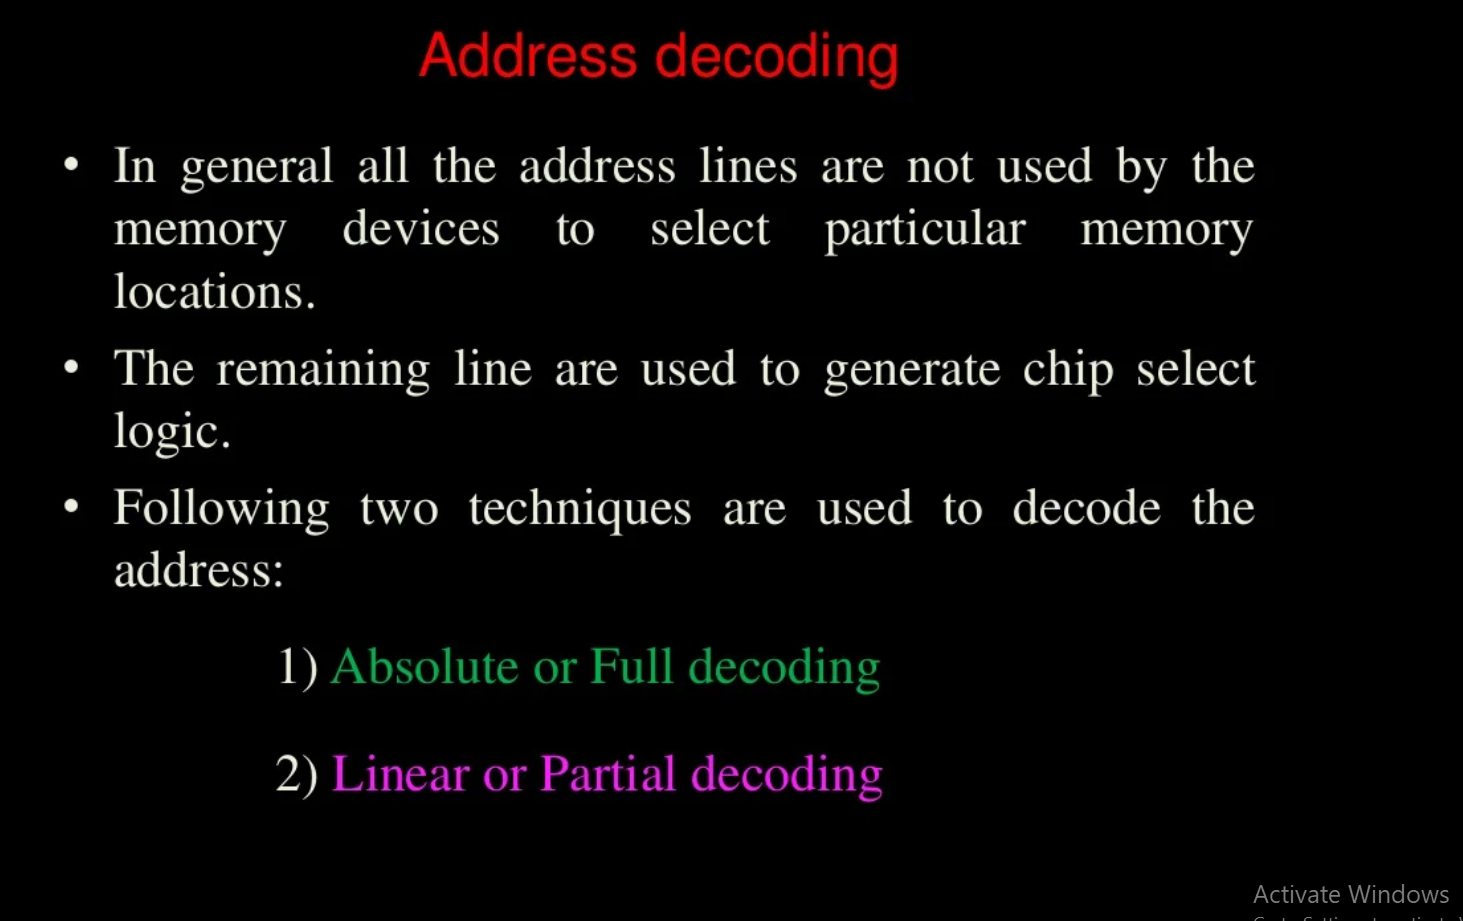 Address decoding
• In general all the address lines are not used by the
memory devices to select particular memory
locations.
• The remaining line are used to generate chip select
logic.
• Following two techniques are used to decode the
address:
1) Absolute or Full decoding
2) Linear or Partial decoding
Activate Windows